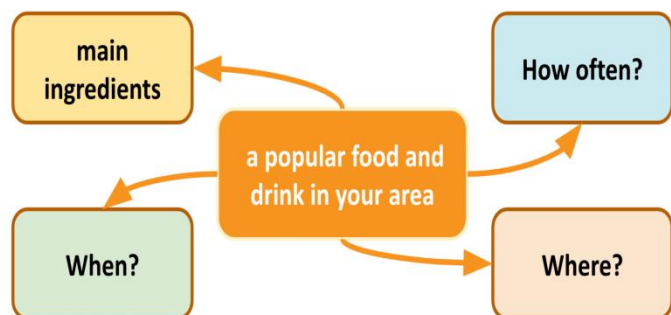 main
ingredients
How often?
a popular food and
drink in your area
When?
Where?